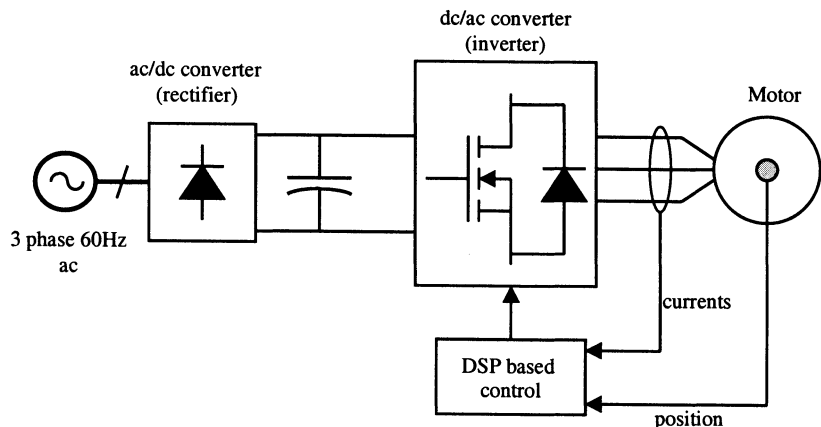 dc/ac converter
(inverter)
ac/dc converter
(rectifier)
Motor
3 phase 60Hz
ac
currents
DSP based
control
position